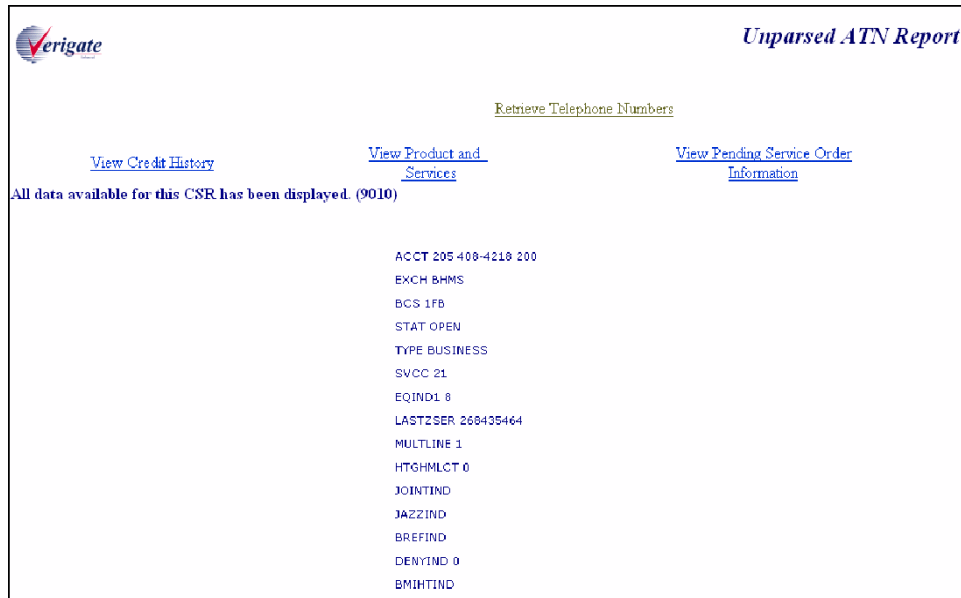 Verigate
Unparsed ATN Report
Retrieve Telephone Numbers
View Credit History
View Product and
Services
View Pending Service Order
Information
All data available for this CSR has been displayed. (9010)
ACCT 205 408-4218 200
EXCH BHMS
BCS 1FB
STAT OPEN
TYPE BUSINESS
SVCC 21
EQIND1 8
LASTZSER 268435464
MULTLINE 1
HTGHMLCT 0
JOINTIND
JAZZIND
BREFIND
DENYIND 0
BMIHTIND